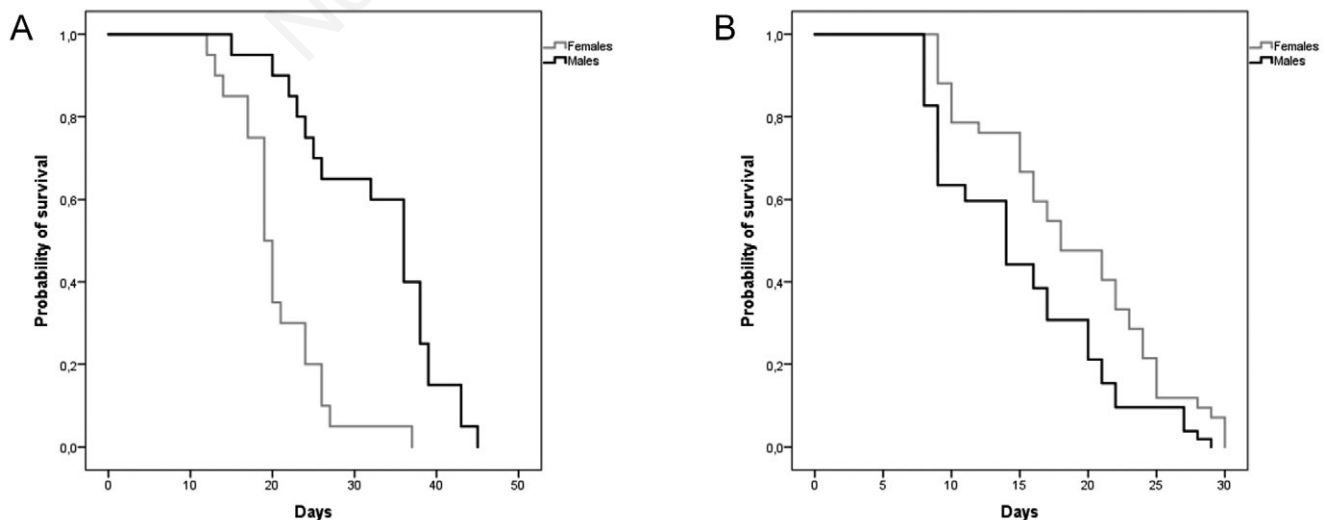 A
Probability of survival
1,0
0,8
0,6
0,4
0,2
0,0
0 10 20 30 40 50
Days
Females
Males
B
Probability of survival
1,0
0,8
0,6
0,4
0,2
0,0
0 5 10 15 20 25 30
Days
Females
Males